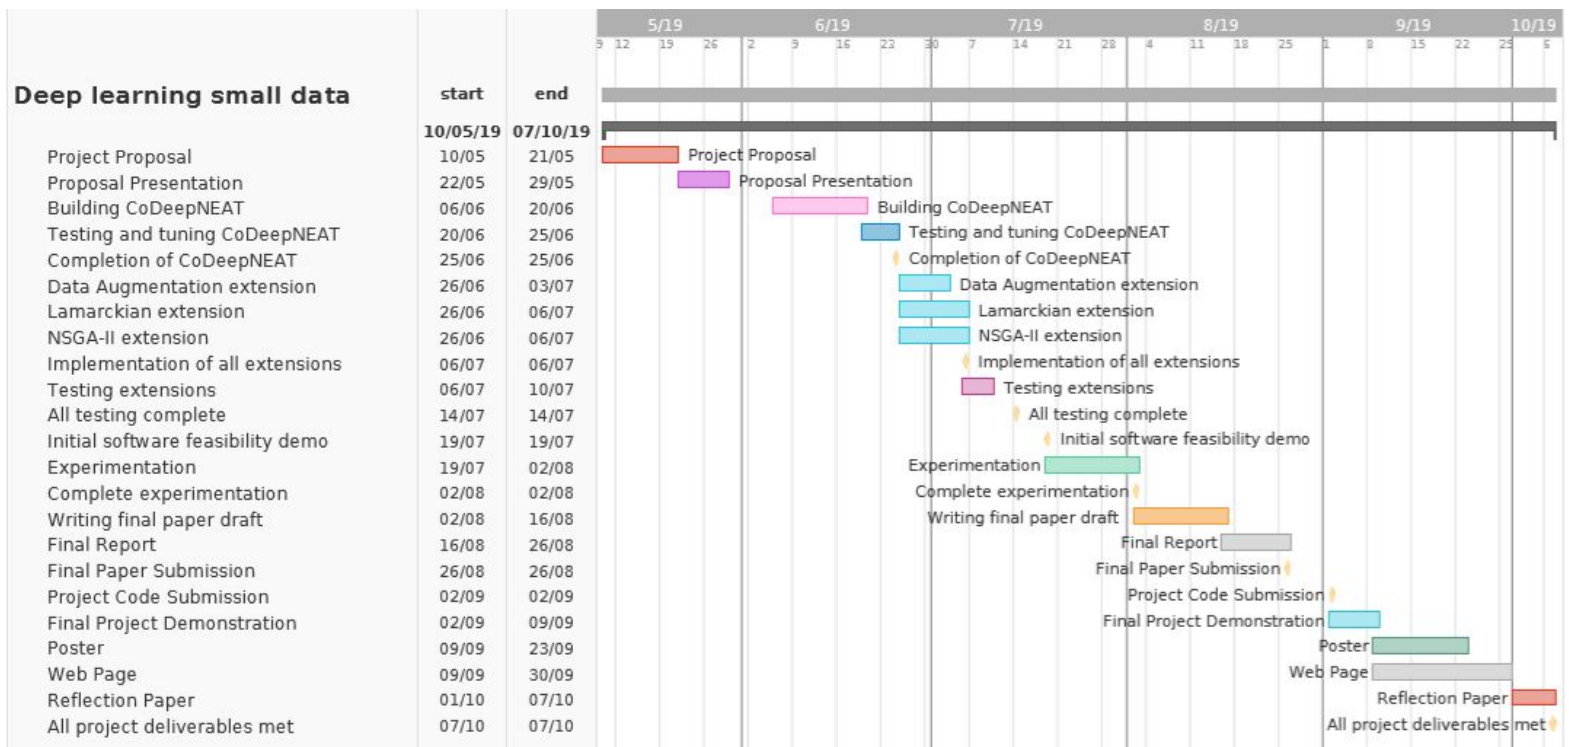 5/19 6/19 7/19 8/19 9/19 10/19
9 12 19 26 2 9 16 23 30 7 14 21 28 4 11 18 25 1 8 15 22 29 6
Deep learning small data start end
10/05/19 07/10/19
Project Proposal 10/05 21/05 Project Proposal
Proposal Presentation 22/05 29/05 Proposal Presentation
Building CoDeepNEAT 06/06 20/06 Building CoDeepNEAT
Testing and tuning CoDeepNEAT 20/06 25/06 Testing and tuning CoDeepNEAT
Completion of CoDeepNEAT 25/06 25/06 Completion of CoDeepNEAT
Data Augmentation extension 26/06 03/07 Data Augmentation extension
Lamarckian extension 26/06 06/07 Lamarckian extension
NSGA-II extension 26/06 06/07 NSGA-II extension
Implementation of all extensions 06/07 06/07 Implementation of all extensions
Testing extensions 06/07 10/07 Testing extensions
All testing complete 14/07 14/07 All testing complete
Initial software feasibility demo 19/07 19/07 Initial software feasibility demo
Experimentation 19/07 02/08 Experimentation
Complete experimentation 02/08 02/08 Complete experimentation
Writing final paper draft 02/08 16/08 Writing final paper draft
Final Report 16/08 26/08 Final Report
Final Paper Submission 26/08 26/08 Final Paper Submission
Project Code Submission 02/09 02/09 Project Code Submission
Final Project Demonstration 02/09 09/09 Final Project Demonstration
Poster 09/09 23/09 Poster
Web Page 09/09 30/09 Web Page
Reflection Paper 01/10 07/10 Reflection Paper
All project deliverables met 07/10 07/10 All project deliverables met